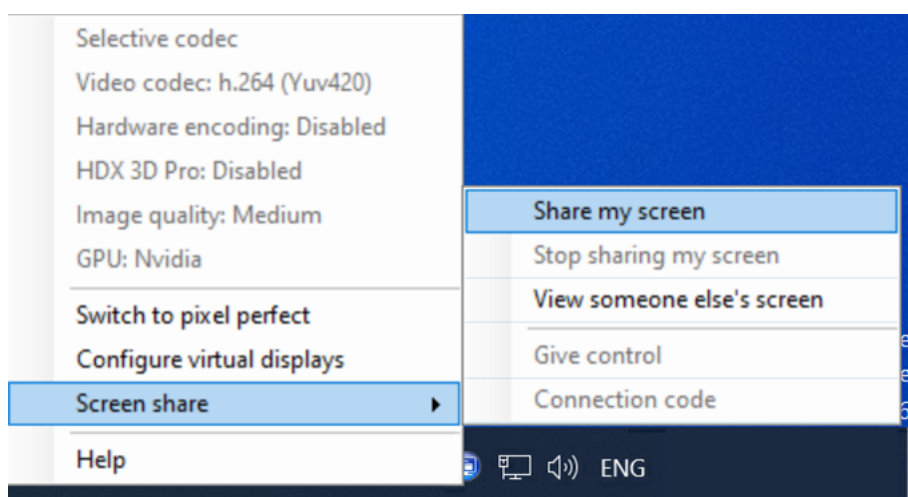 Selective codec
Video codec: h.264 (Yuv420)
Hardware encoding: Disabled
HDX 3D Pro: Disabled
Image quality: Medium
GPU: Nvidia
Switch to pixel perfect
Configure virtual displays
Screen share
Help
Share my screen
Stop sharing my screen
View someone else's screen
Give control
Connection code
ENG